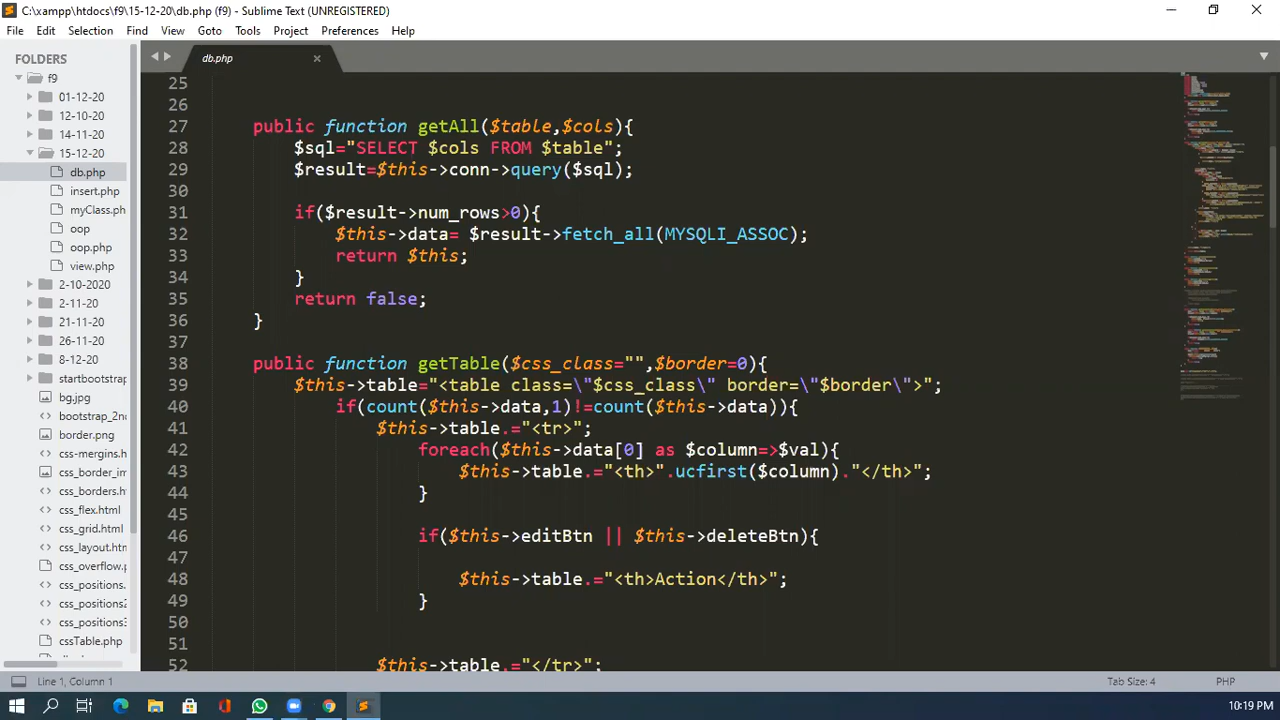 C:\xampp\htdocs\f9\15-12-20\db.php (f9) - Sublime Text (UNREGISTERED)
File Edit Selection Find View Goto Tools Project Preferences Help
FOLDERS
f9
01-12-20
12-10-20
14-11-20
15-12-20
db.php
insert.php
myClass.ph
oop
oop.php
view.php
2-10-2020
2-11-20
21-11-20
26-11-20
8-12-20
startbootstrap
bg.jpg
bootstrap_2nd
border.png
css-margins.h
css_border_im
css_borders.h
css_flex.html
css_grid.html
css_layout.htm
css_overflow.
css_positions.
css_positions2
css_positions3
cssTable.php
db.php
25
26
27 public function getAll($table,$cols){
28 $sql="SELECT $cols FROM $table";
29 $result=$this->conn->query($sql);
30
31 if($result->num_rows>0){
32 $this->data= $result->fetch_all(MYSQLI_ASSOC);
33 return $this;
34 }
35 return false;
36 }
37
38 public function getTable($css_class="",$border=0){
39 $this->table="<table class=\"$css_class\" border=\"$border\">";
40 if(count($this->data,1)!=count($this->data)){
41 $this->table.="<tr>";
42 foreach($this->data[0] as $column=>$val){
43 $this->table.="<th>".ucfirst($column)."</th>";
44 }
45
46 if($this->editBtn || $this->deleteBtn){
47
48 $this->table.="<th>Action</th>";
49 }
50
51
52 $this->table.="</tr>";
Line 1, Column 1
Tab Size: 4
PHP
10:19 PM